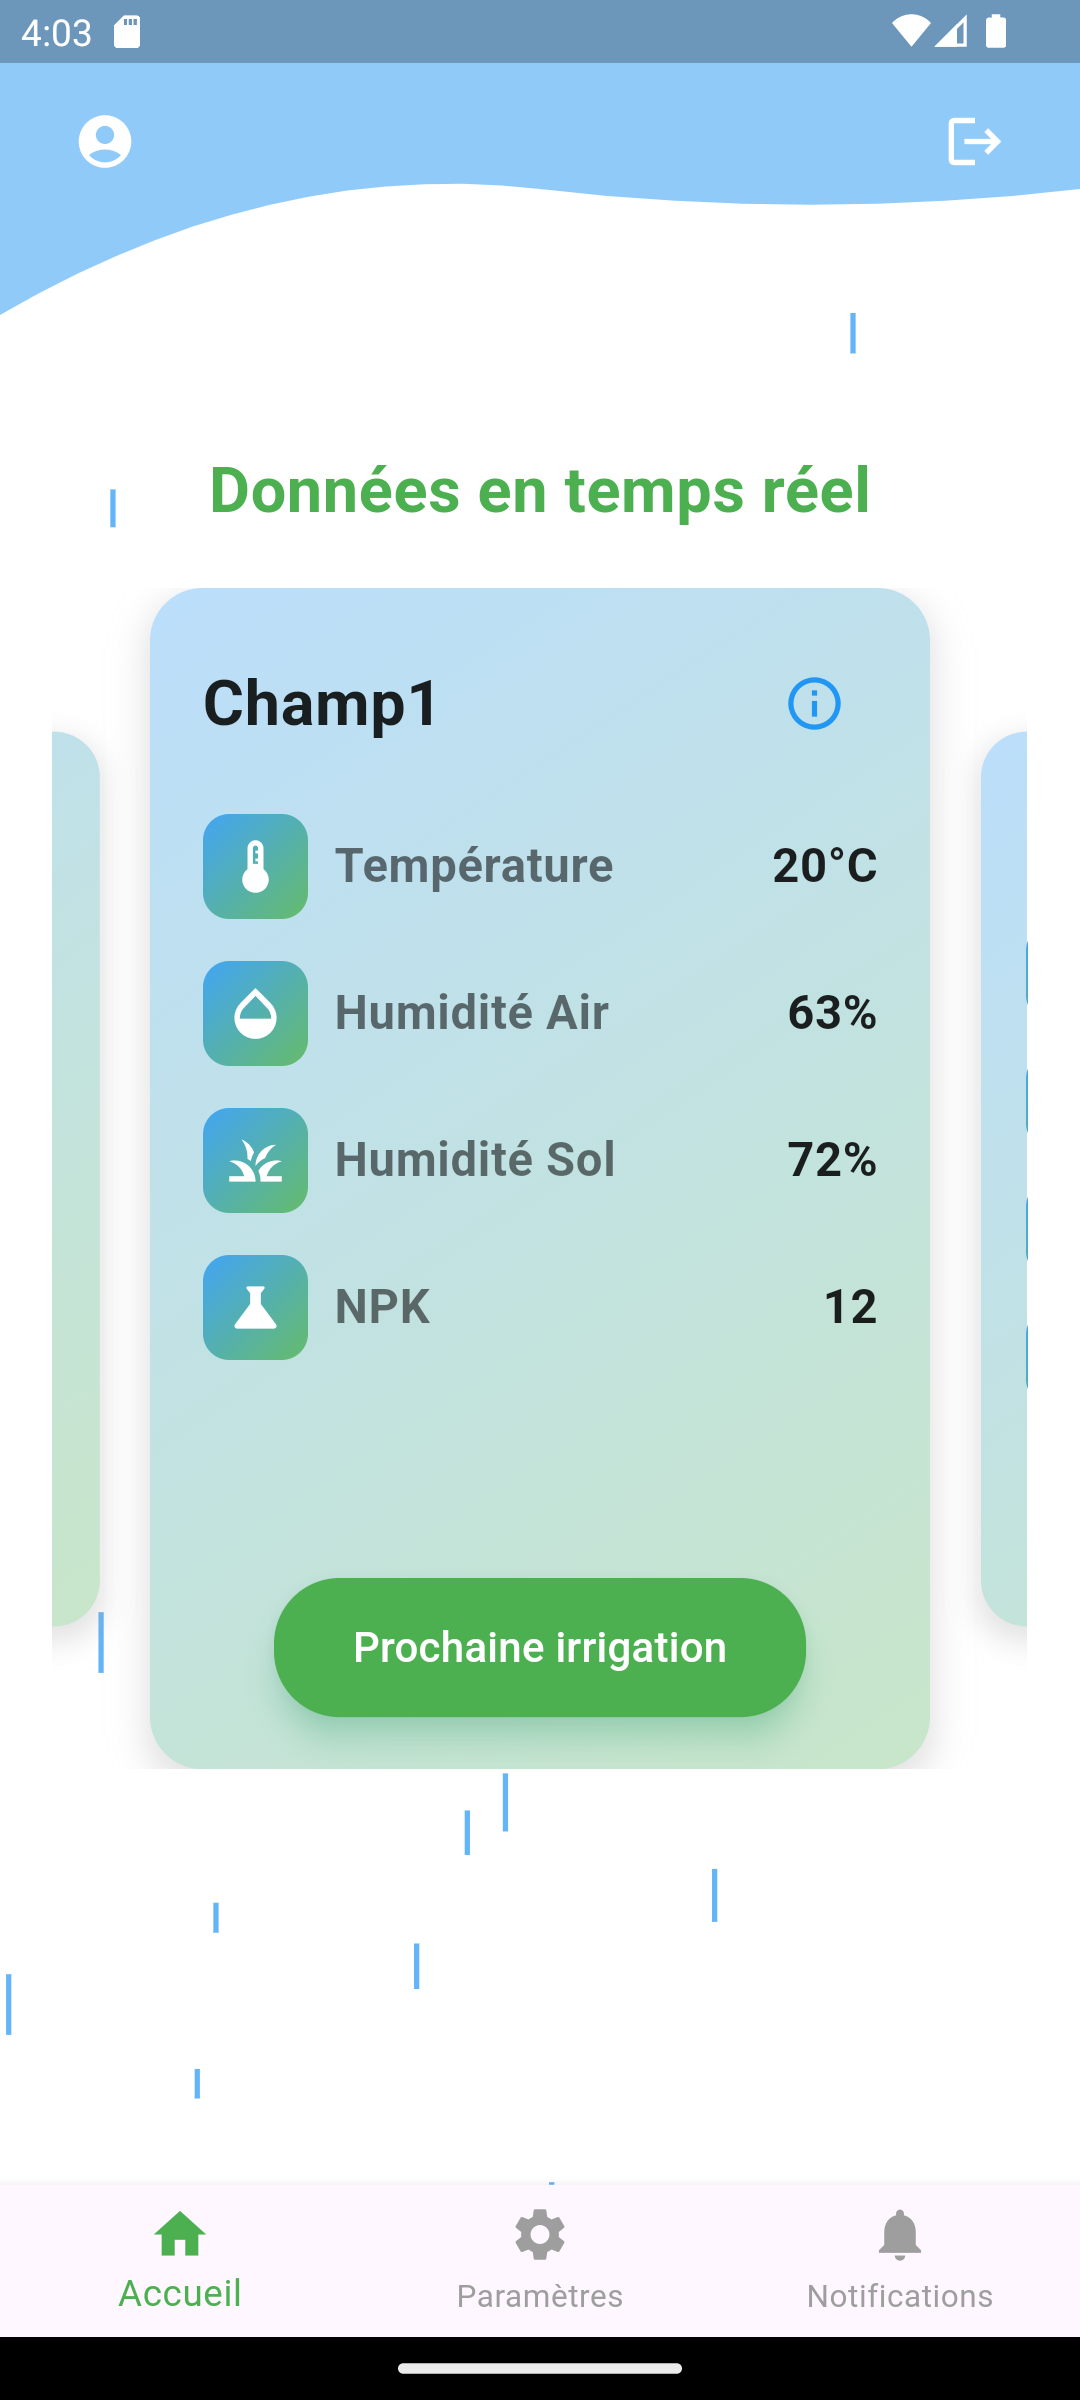 4:03
Données en temps réel
Champ1
Température 20°C
Humidité Air 63%
Humidité Sol 72%
NPK 12
Prochaine irrigation
Accueil Paramètres Notifications